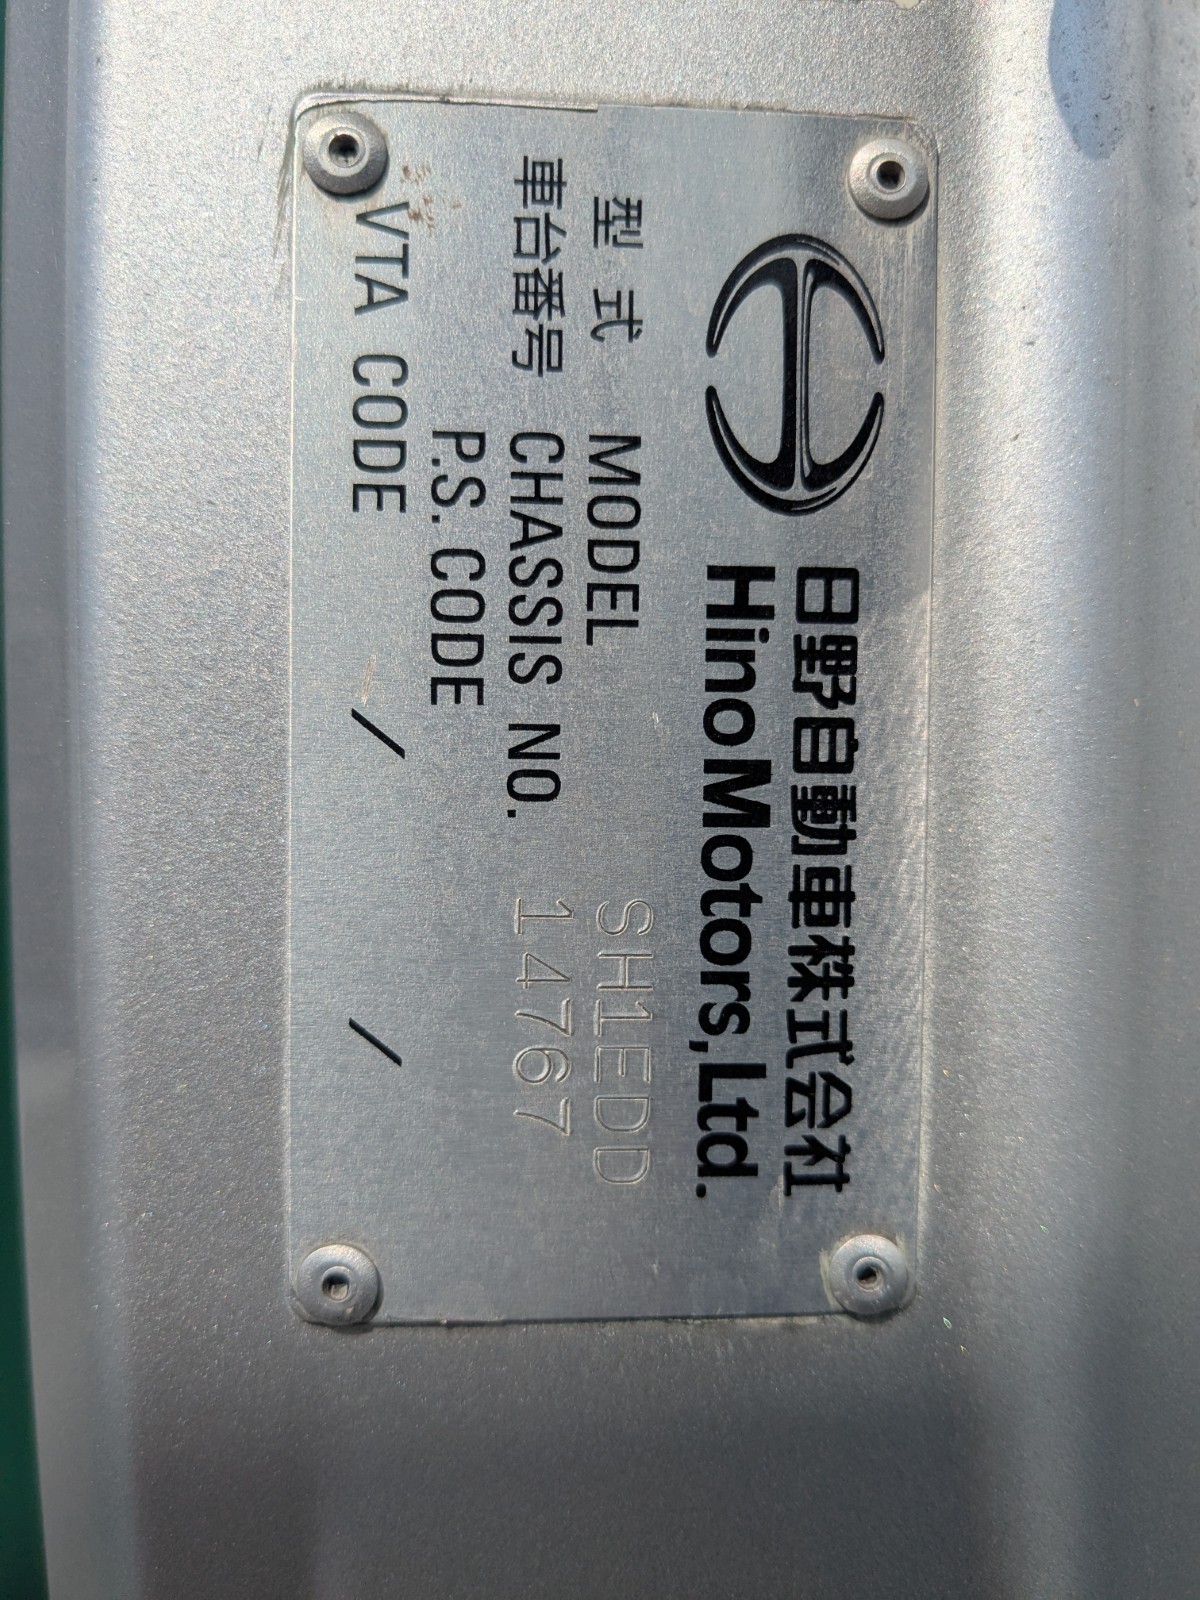 日野自動車株式会社
Hino Motors, Ltd.
型式 MODEL SH1EDD
車台番号 CHASSIS NO. 14767
P.S. CODE
VTA CODE / /